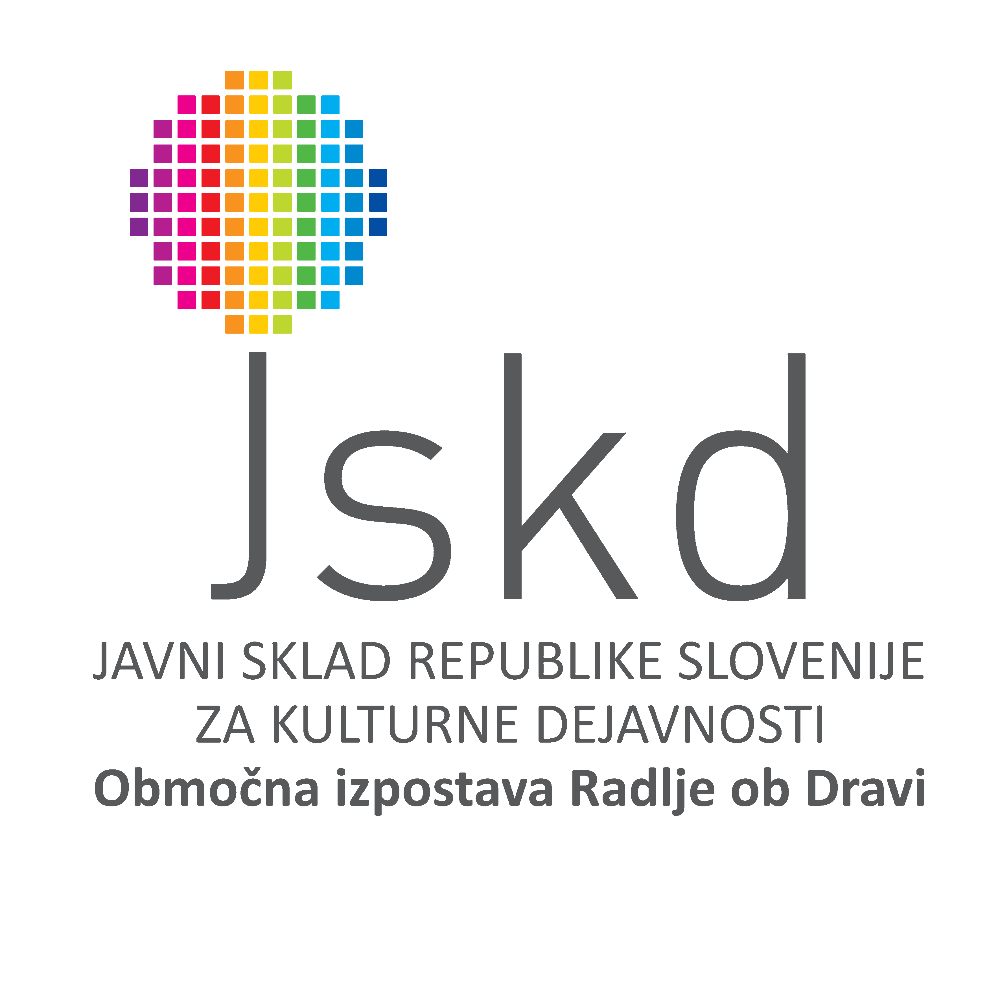 Jskd
JAVNI SKLAD REPUBLIKE SLOVENIJE
ZA KULTURNE DEJAVNOSTI
Območna izpostava Radlje ob Dravi